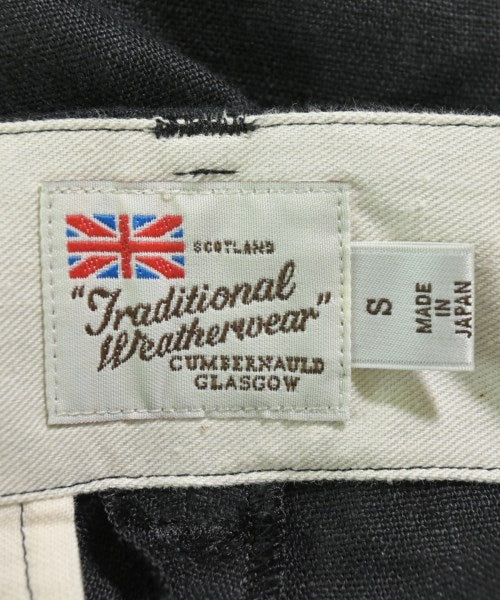 SCOTLAND
"Traditional
Weatherwear"
CUMBERNAULD
GLASGOW
S
MADE
IN
JAPAN